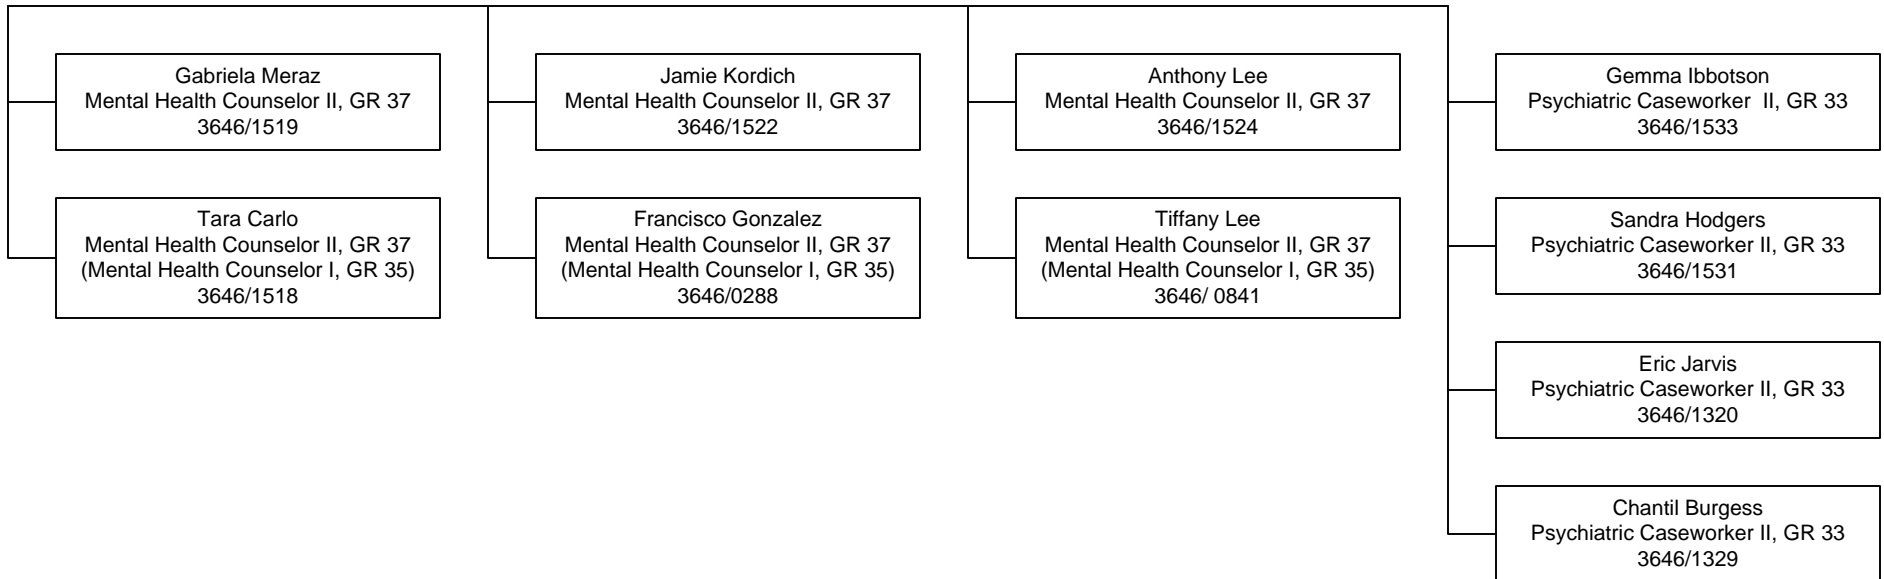 Gabriela Meraz
Mental Health Counselor II, GR 37
3646/1519
Jamie Kordich
Mental Health Counselor II, GR 37
3646/1522
Anthony Lee
Mental Health Counselor II, GR 37
3646/1524
Gemma Ibbotson
Psychiatric Caseworker  II, GR 33
3646/1533
Tara Carlo
Mental Health Counselor II, GR 37
(Mental Health Counselor I, GR 35)
3646/1518
Francisco Gonzalez
Mental Health Counselor II, GR 37
(Mental Health Counselor I, GR 35)
3646/0288
Tiffany Lee
Mental Health Counselor II, GR 37
(Mental Health Counselor I, GR 35)
3646/ 0841
Sandra Hodgers
Psychiatric Caseworker II, GR 33
3646/1531
Eric Jarvis
Psychiatric Caseworker II, GR 33
3646/1320
Chantil Burgess
Psychiatric Caseworker II, GR 33
3646/1329